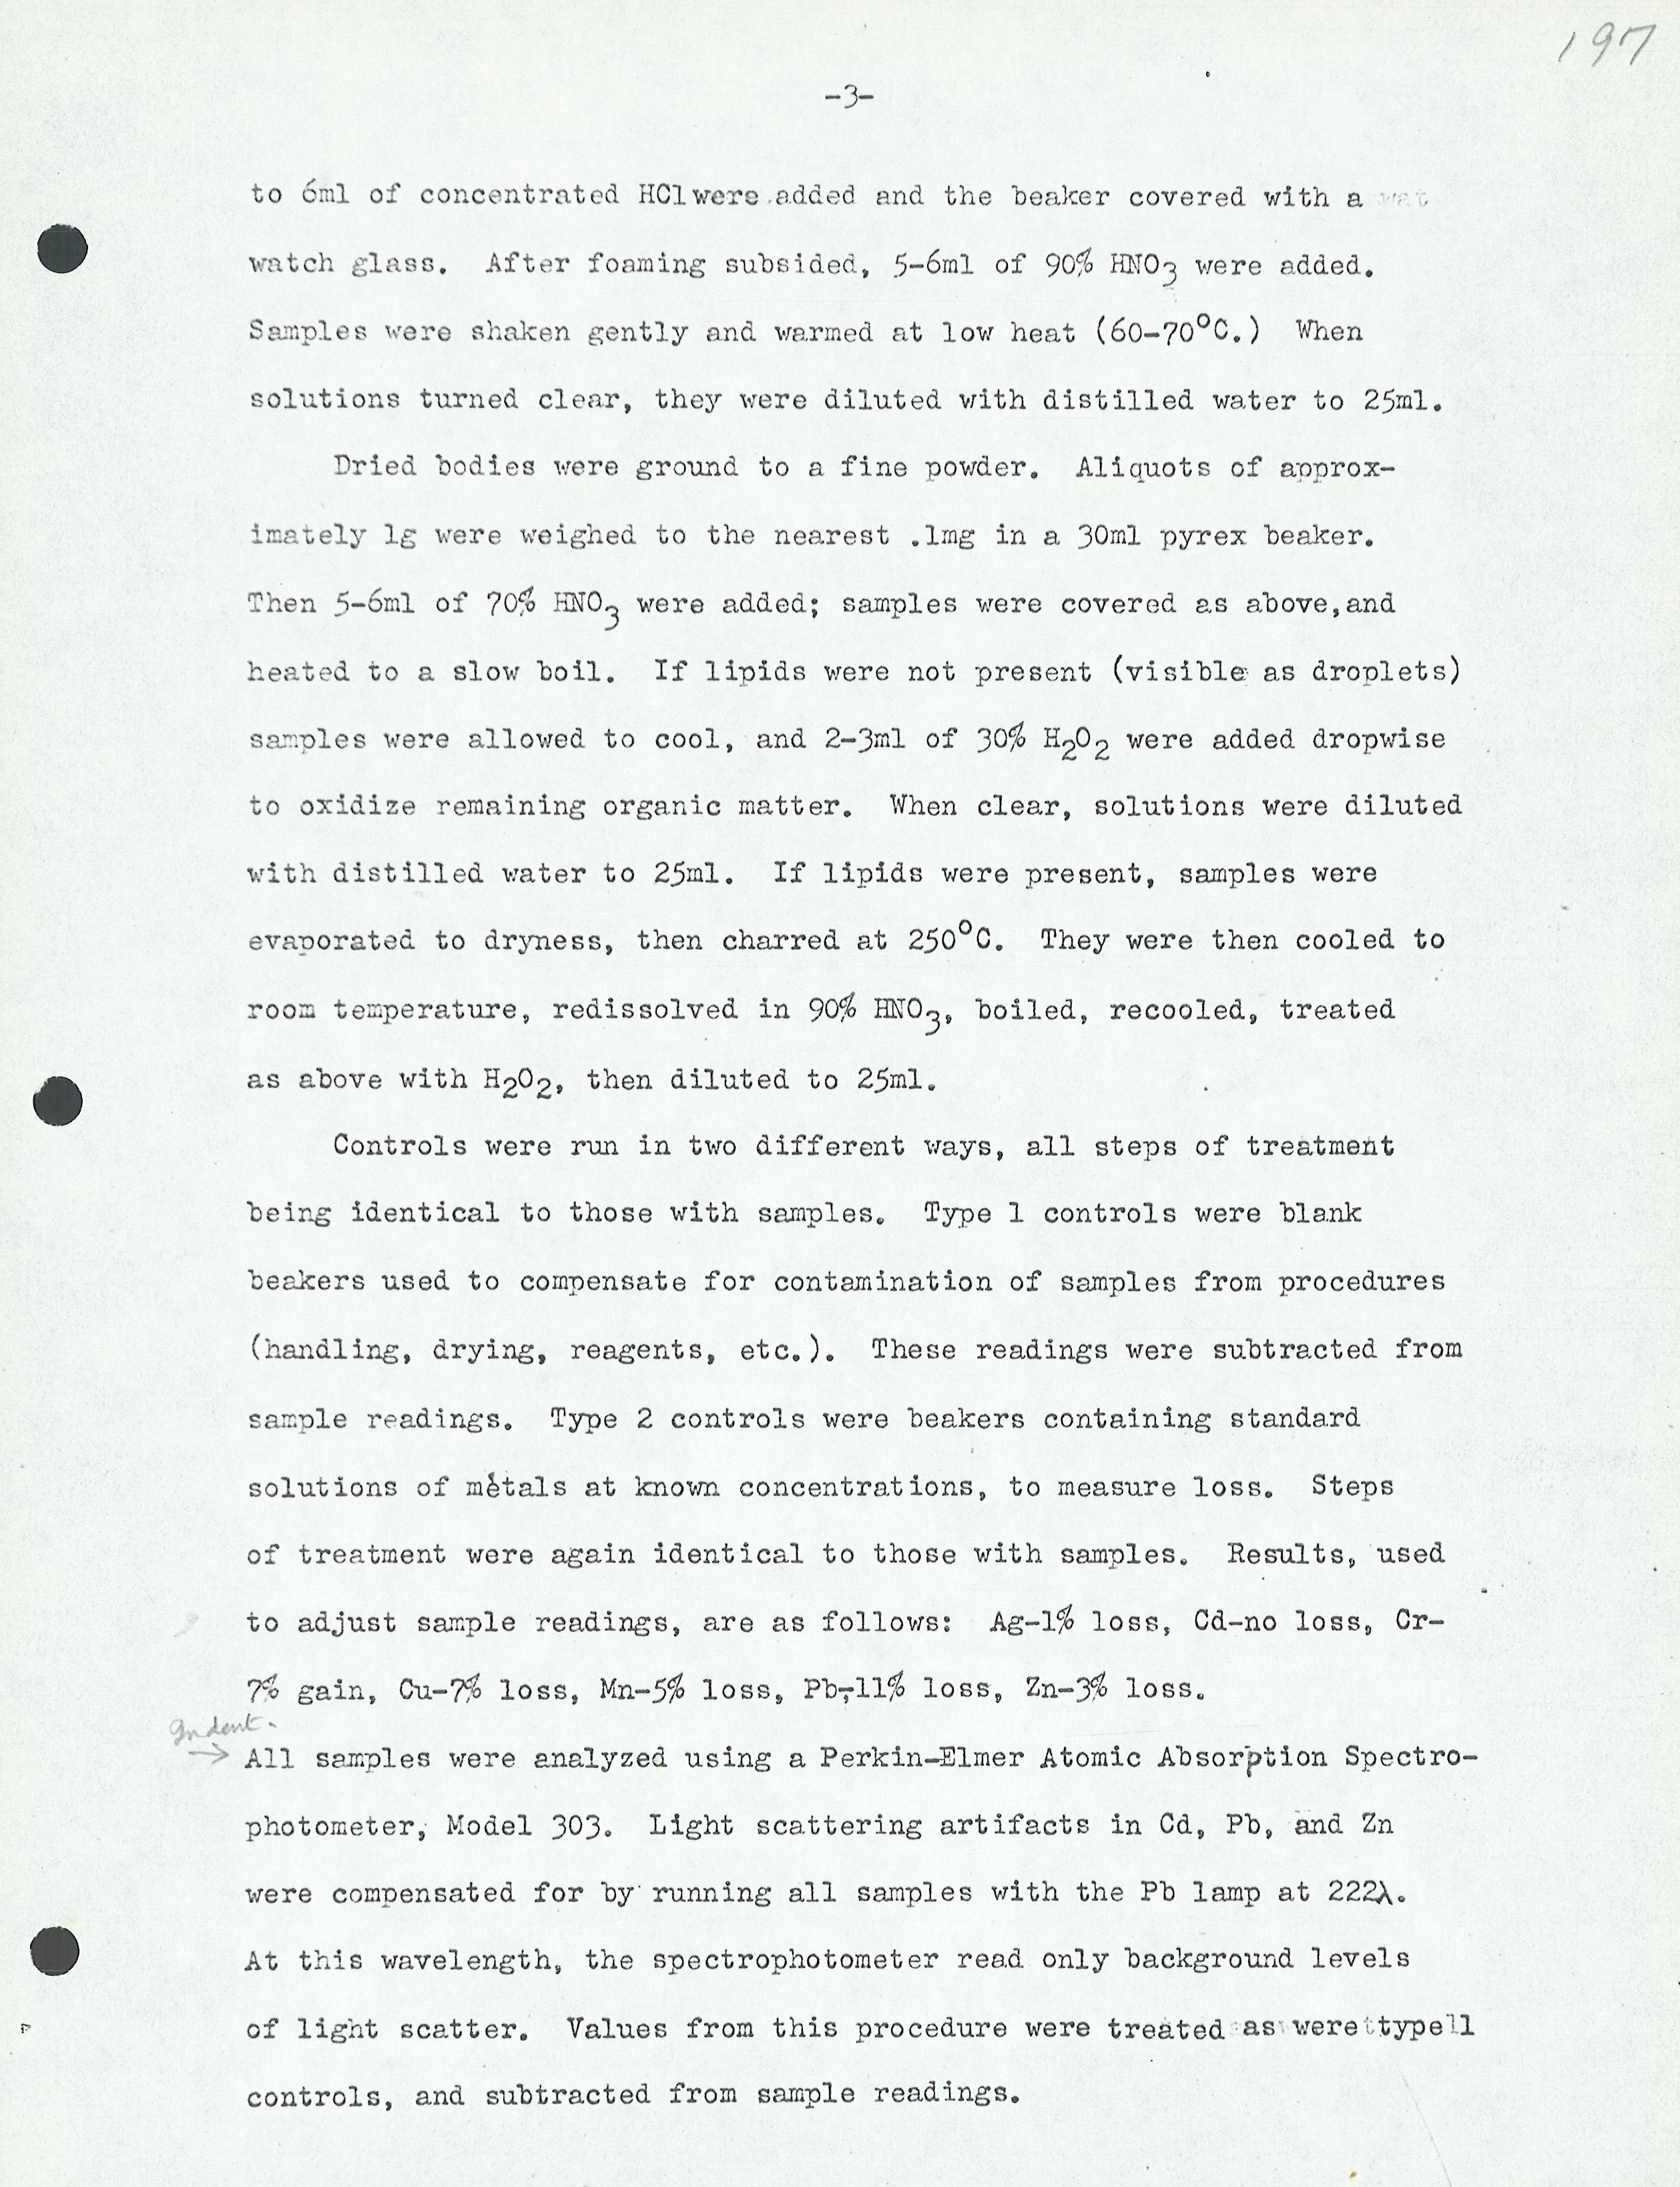 197
-3-
to 6ml of concentrated HCl were added and the beaker covered with a
watch glass. After foaming subsided, 5-6ml of 90% HNO3 were added.
Samples were shaken gently and warmed at low heat (60-70°C.) When
solutions turned clear, they were diluted with distilled water to 25ml.
Dried bodies were ground to a fine powder. Aliquots of approx-
imately 1g were weighed to the nearest .1mg in a 30ml pyrex beaker.
Then 5-6ml of 70% HNO3 were added; samples were covered as above,and
heated to a slow boil. If lipids were not present (visible as droplets)
samples were allowed to cool, and 2-3ml of 30% H2O2 were added dropwise
to oxidize remaining organic matter. When clear, solutions were diluted
with distilled water to 25ml. If lipids were present, samples were
evaporated to dryness, then charred at 250°C. They were then cooled to
room temperature, redissolved in 90% HNO3, boiled, recooled, treated
as above with H2O2, then diluted to 25ml.
Controls were run in two different ways, all steps of treatment
being identical to those with samples. Type 1 controls were blank
beakers used to compensate for contamination of samples from procedures
(handling, drying, reagents, etc.). These readings were subtracted from
sample readings. Type 2 controls were beakers containing standard
solutions of metals at known concentrations, to measure loss. Steps
of treatment were again identical to those with samples. Results, used
to adjust sample readings, are as follows: Ag-1% loss, Cd-no loss, Cr-
7% gain, Cu-7% loss, Mn-5% loss, Pb-11% loss, Zn-3% loss.
Indent.
→ All samples were analyzed using a Perkin-Elmer Atomic Absorption Spectro-
photometer, Model 303. Light scattering artifacts in Cd, Pb, and Zn
were compensated for by running all samples with the Pb lamp at 222λ.
At this wavelength, the spectrophotometer read only background levels
of light scatter. Values from this procedure were treated as were type 1
controls, and subtracted from sample readings.